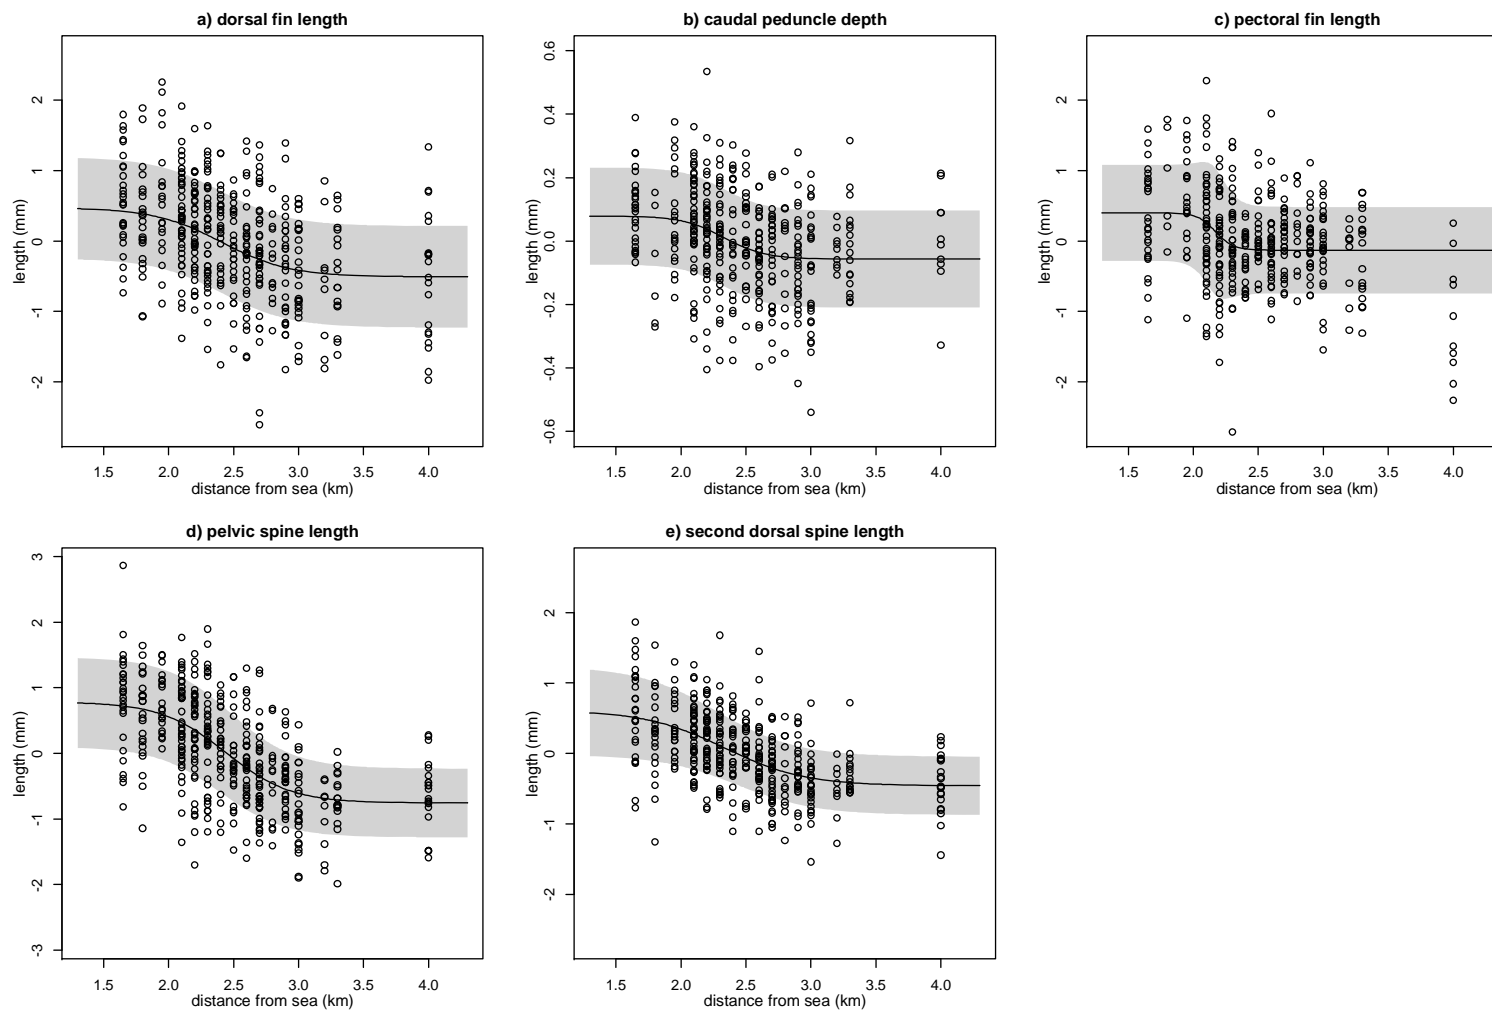 a) dorsal fin length
2
1
0
-1
-2
length (mm)
1.5 2.0 2.5 3.0 3.5 4.0
distance from sea (km)
b) caudal peduncle depth
0.6
0.4
0.2
0.0
-0.2
-0.4
-0.6
length (mm)
1.5 2.0 2.5 3.0 3.5 4.0
distance from sea (km)
c) pectoral fin length
2
1
0
-1
-2
length (mm)
1.5 2.0 2.5 3.0 3.5 4.0
distance from sea (km)
d) pelvic spine length
3
2
1
0
-1
-2
-3
length (mm)
1.5 2.0 2.5 3.0 3.5 4.0
distance from sea (km)
e) second dorsal spine length
2
1
0
-1
-2
length (mm)
1.5 2.0 2.5 3.0 3.5 4.0
distance from sea (km)